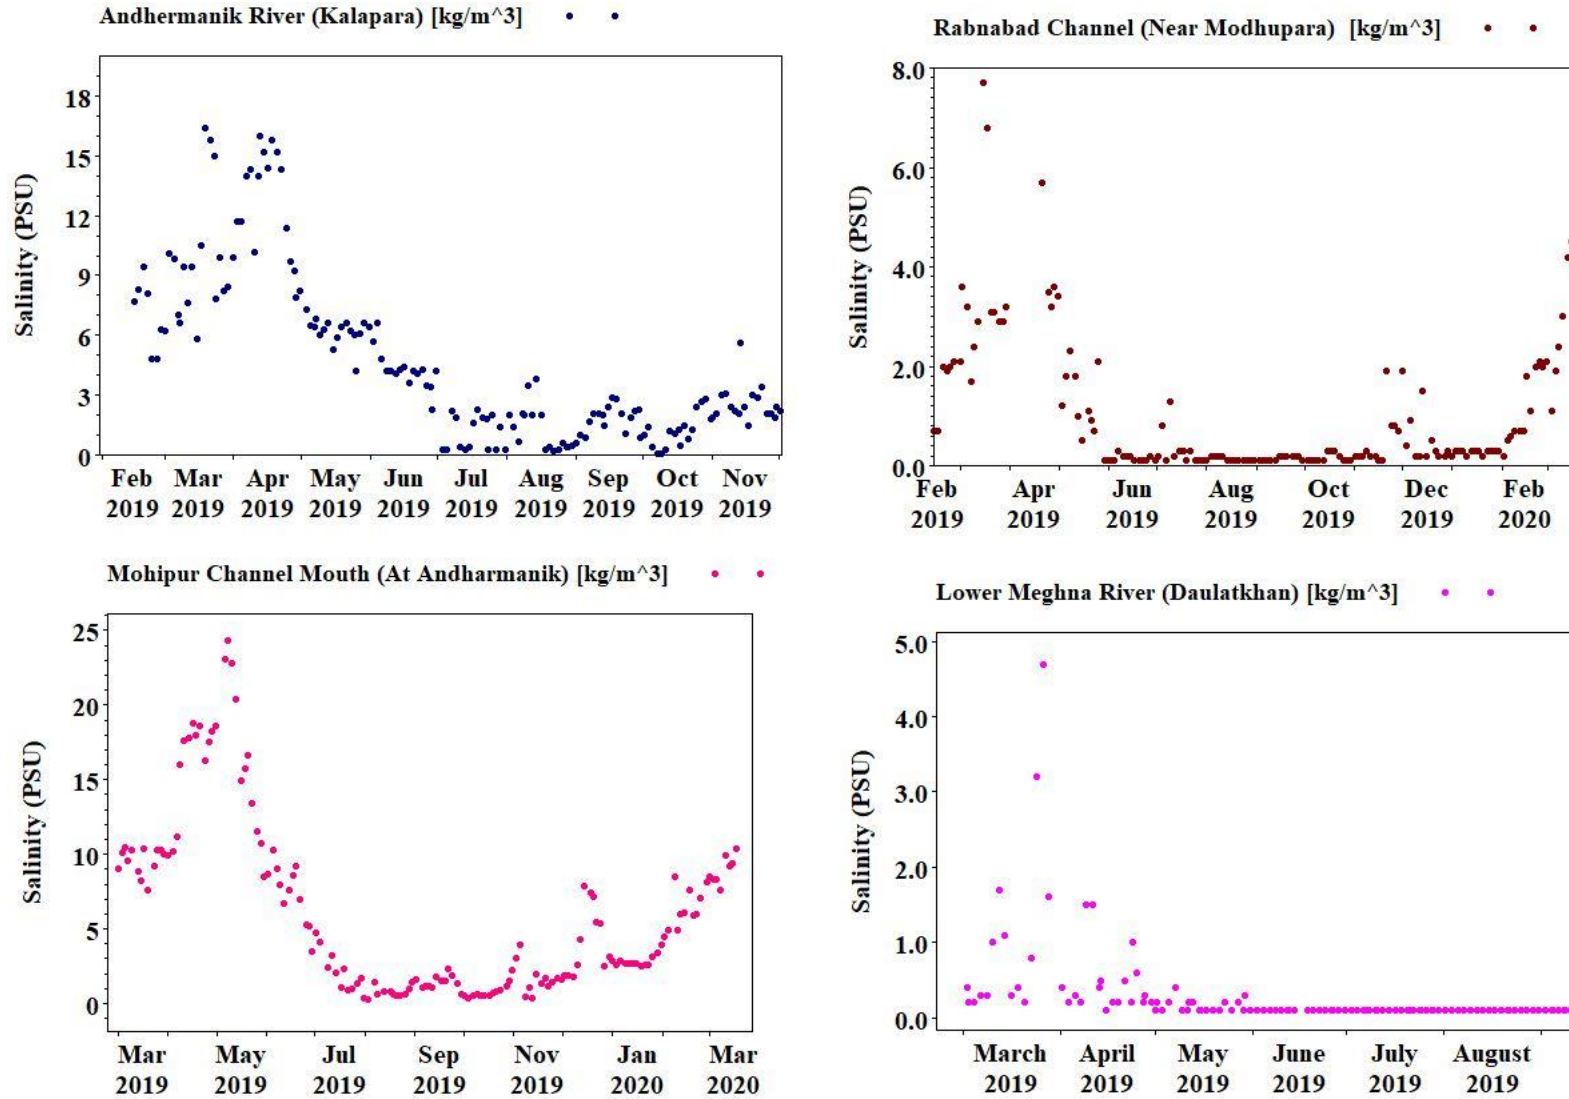 Andhermanik River (Kalapara) [kg/m^3]
Salinity (PSU)
18
15
12
9
6
3
0
Feb Mar Apr May Jun Jul Aug Sep Oct Nov
2019 2019 2019 2019 2019 2019 2019 2019 2019 2019
Rabnabad Channel (Near Modhupara) [kg/m^3]
Salinity (PSU)
8.0
6.0
4.0
2.0
0.0
Feb Apr Jun Aug Oct Dec Feb
2019 2019 2019 2019 2019 2019 2020
Mohipur Channel Mouth (At Andharmanik) [kg/m^3]
Salinity (PSU)
25
20
15
10
5
0
Mar May Jul Sep Nov Jan Mar
2019 2019 2019 2019 2019 2020 2020
Lower Meghna River (Daulatkhan) [kg/m^3]
Salinity (PSU)
5.0
4.0
3.0
2.0
1.0
0.0
March April May June July August
2019 2019 2019 2019 2019 2019